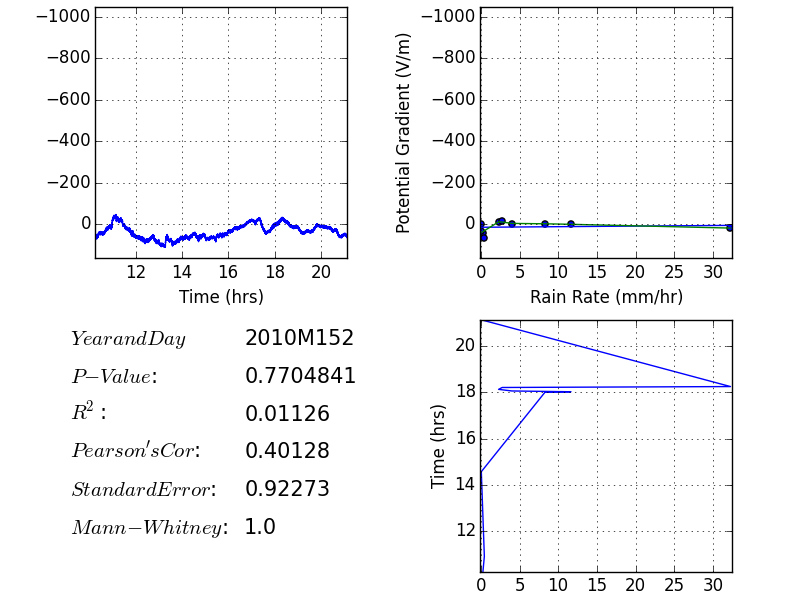 −1000
−800
−600
−400
−200
0
12 14 16 18 20
Time (hrs)
−1000
−800
−600
−400
−200
0
Potential Gradient (V/m)
0 5 10 15 20 25 30
Rain Rate (mm/hr)
YearandDay 2010M152
P−Value: 0.7704841
R²: 0.01126
Pearson'sCor: 0.40128
StandardError: 0.92273
Mann−Whitney: 1.0
20
18
16
14
12
Time (hrs)
0 5 10 15 20 25 30